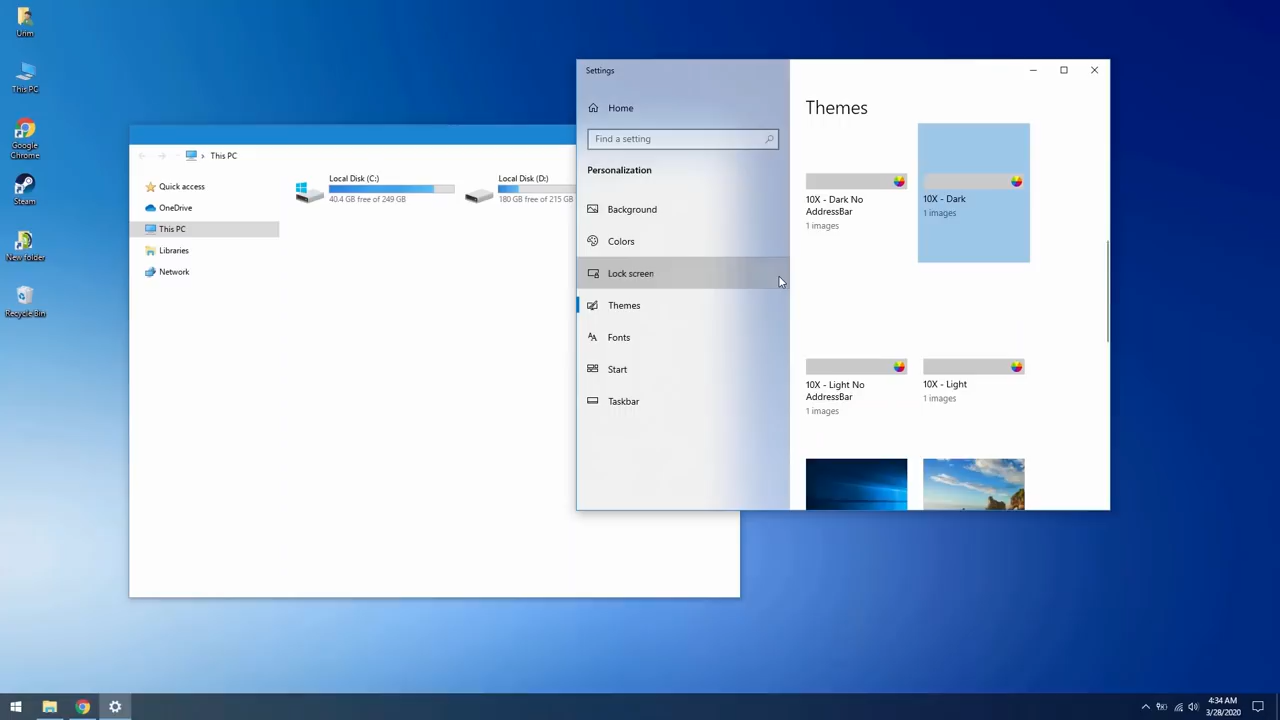 Unm
This PC
Google
Chrome
Steam
New folder
Recycle Bin
This PC
Quick access
OneDrive
This PC
Libraries
Network
Local Disk (C:)
40.4 GB free of 249 GB
Local Disk (D:)
180 GB free of 215 GB
Settings
Home
Find a setting
Personalization
Background
Colors
Lock screen
Themes
Fonts
Start
Taskbar
Themes
10X - Dark No
AddressBar
1 images
10X - Dark
1 images
10X - Light No
AddressBar
1 images
10X - Light
1 images
4:34 AM
3/28/2020